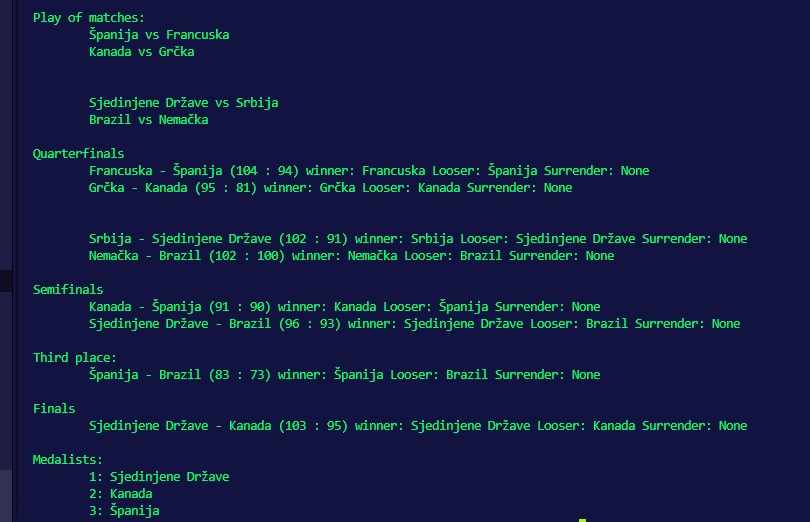 Play of matches:
Španija vs Francuska
Kanada vs Grčka
Sjedinjene Države vs Srbija
Brazil vs Nemačka
Quarterfinals
Francuska - Španija (104 : 94) winner: Francuska Looser: Španija Surrender: None
Grčka - Kanada (95 : 81) winner: Grčka Looser: Kanada Surrender: None
Srbija - Sjedinjene Države (102 : 91) winner: Srbija Looser: Sjedinjene Države Surrender: None
Nemačka - Brazil (102 : 100) winner: Nemačka Looser: Brazil Surrender: None
Semifinals
Kanada - Španija (91 : 90) winner: Kanada Looser: Španija Surrender: None
Sjedinjene Države - Brazil (96 : 93) winner: Sjedinjene Države Looser: Brazil Surrender: None
Third place:
Španija - Brazil (83 : 73) winner: Španija Looser: Brazil Surrender: None
Finals
Sjedinjene Države - Kanada (103 : 95) winner: Sjedinjene Države Looser: Kanada Surrender: None
Medalists:
1: Sjedinjene Države
2: Kanada
3: Španija